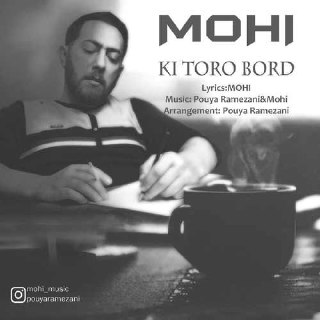 MOHI
KI TORO BORD
Lyrics:MOHI
Music: Pouya Ramezani&Mohi
Arrangement: Pouya Ramezani
mohi_music
pouyaramezani